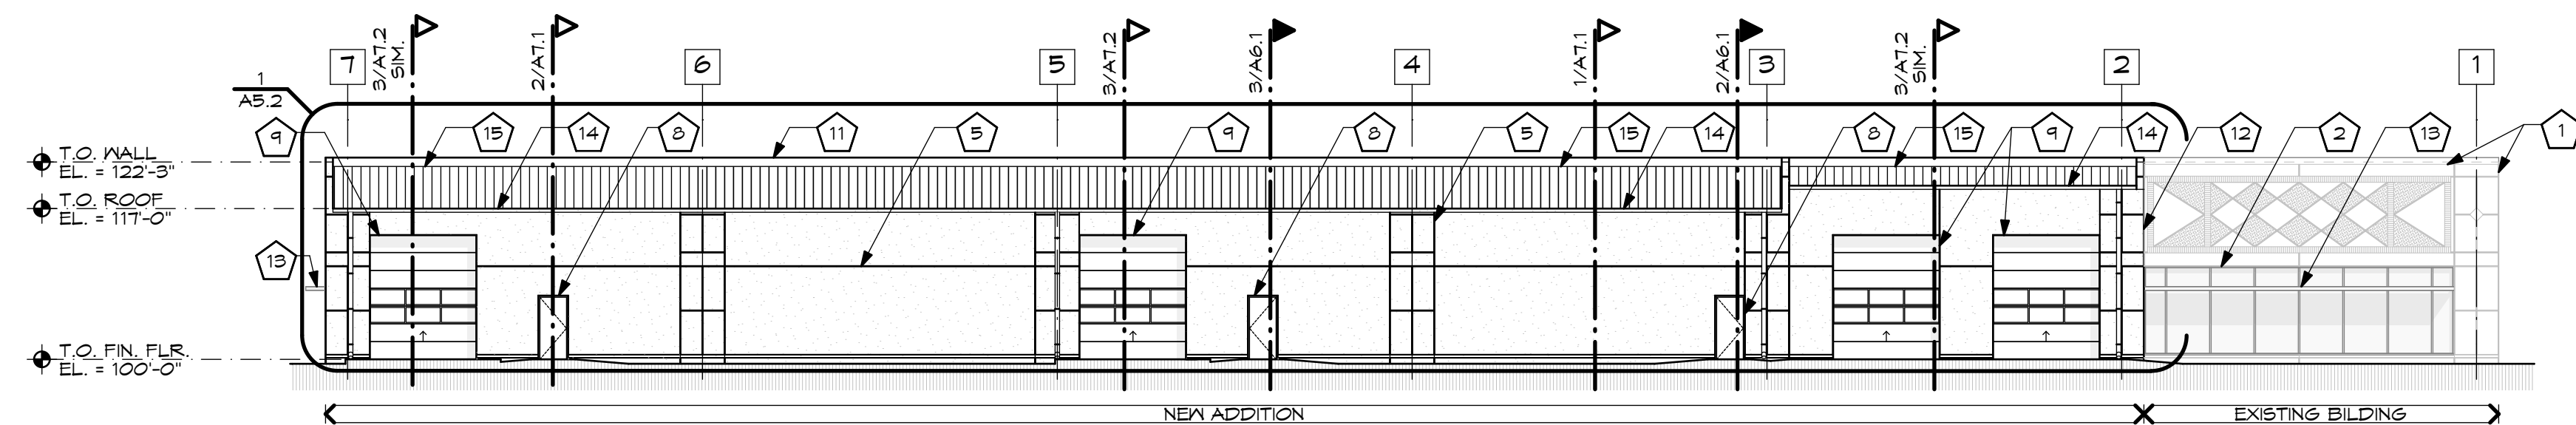 3/A7.2
SIM.
2/A7.1
3/A7.2
3/A6.1
1/A7.1
2/A6.1
3/A7.2
SIM.
7
6
5
4
3
2
1
1
A5.2
9
15
14
8
11
5
9
8
5
15
14
8
15
9
14
12
2
13
1
T.O. WALL
EL. = 122'-3"
T.O. ROOF
EL. = 117'-0"
13
T.O. FIN. FLR.
EL. = 100'-0"
NEW ADDITION
EXISTING BILDING